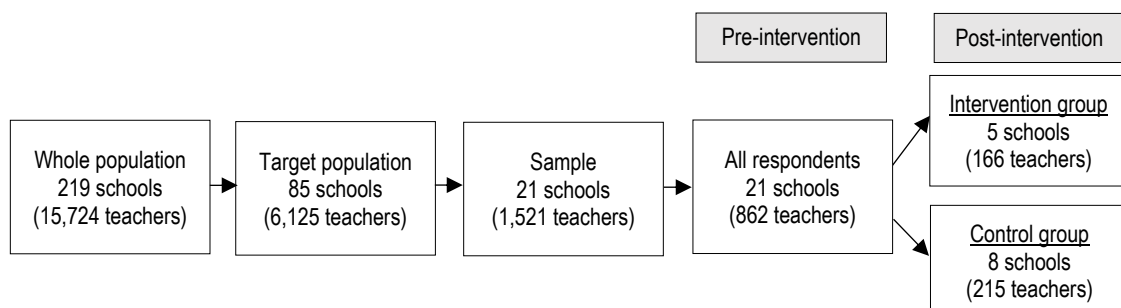 Pre-intervention
Post-intervention
Whole population
219 schools
(15,724 teachers)
Target population
85 schools
(6,125 teachers)
Sample
21 schools
(1,521 teachers)
All respondents
21 schools
(862 teachers)
Intervention group
5 schools
(166 teachers)
Control group
8 schools
(215 teachers)